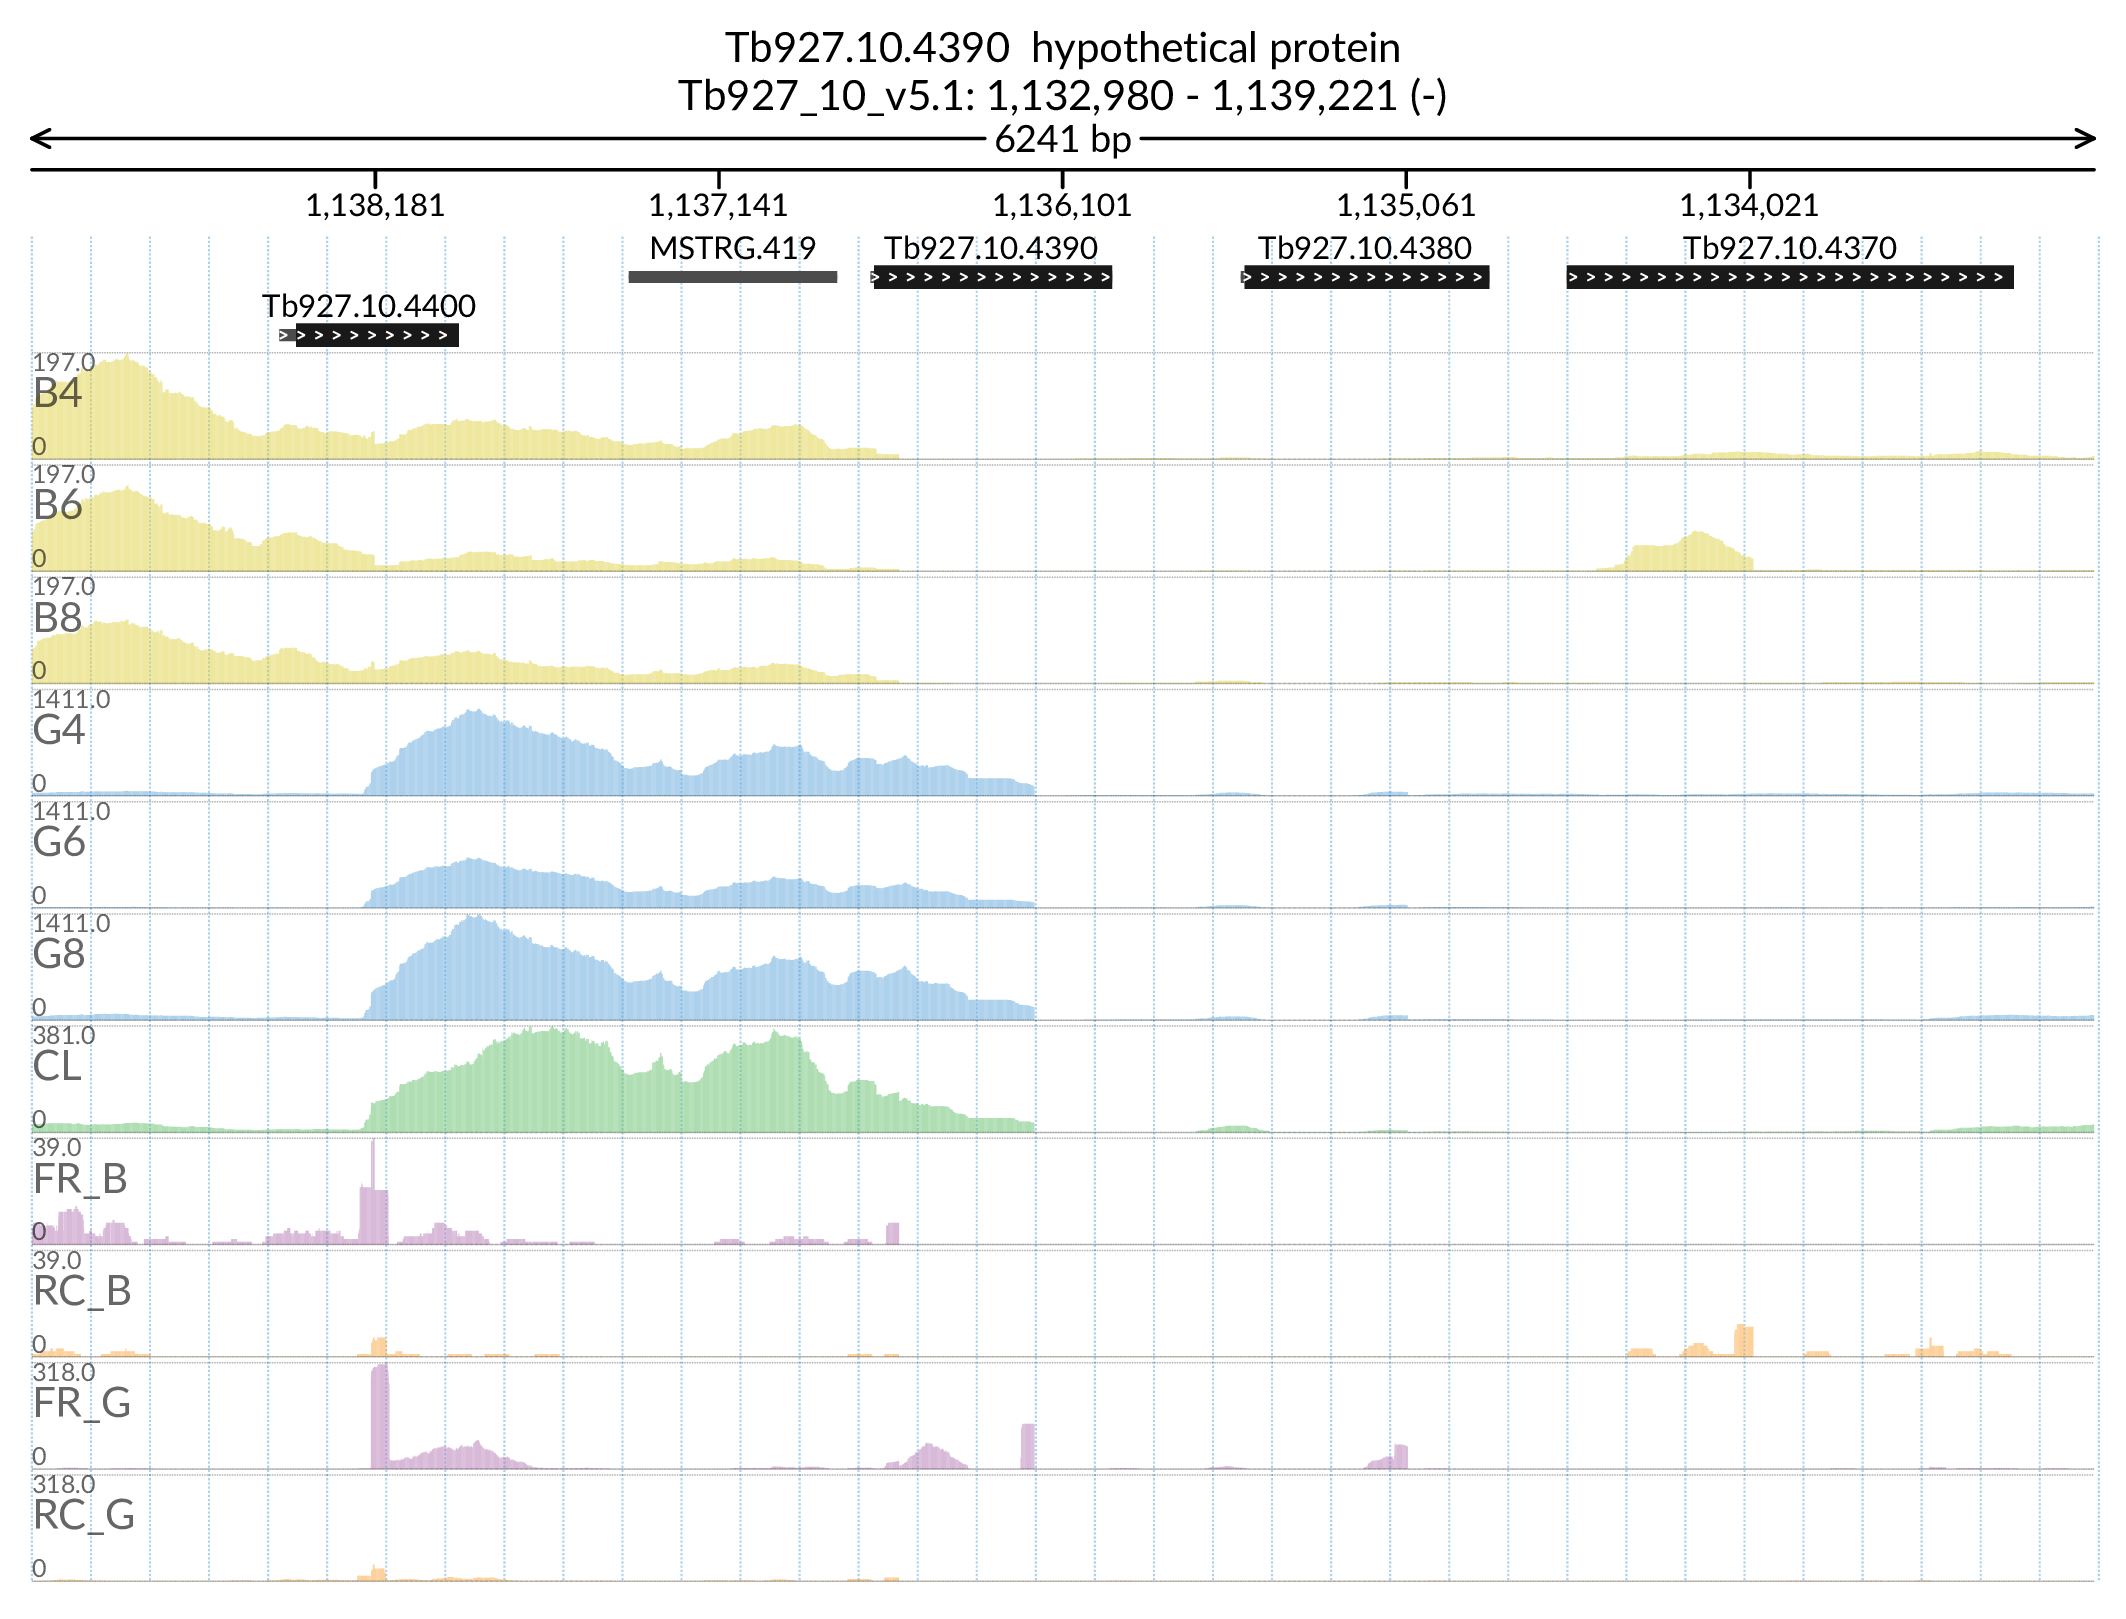 Tb927.10.4390  hypothetical protein
Tb927_10_v5.1: 1,132,980 - 1,139,221 (-)
6241 bp
1,138,181 1,137,141 1,136,101 1,135,061 1,134,021
MSTRG.419 Tb927.10.4390 Tb927.10.4380 Tb927.10.4370
Tb927.10.4400
197.0
B4
0
197.0
B6
0
197.0
B8
0
1411.0
G4
0
1411.0
G6
0
1411.0
G8
0
381.0
CL
0
39.0
FR_B
0
39.0
RC_B
0
318.0
FR_G
0
318.0
RC_G
0